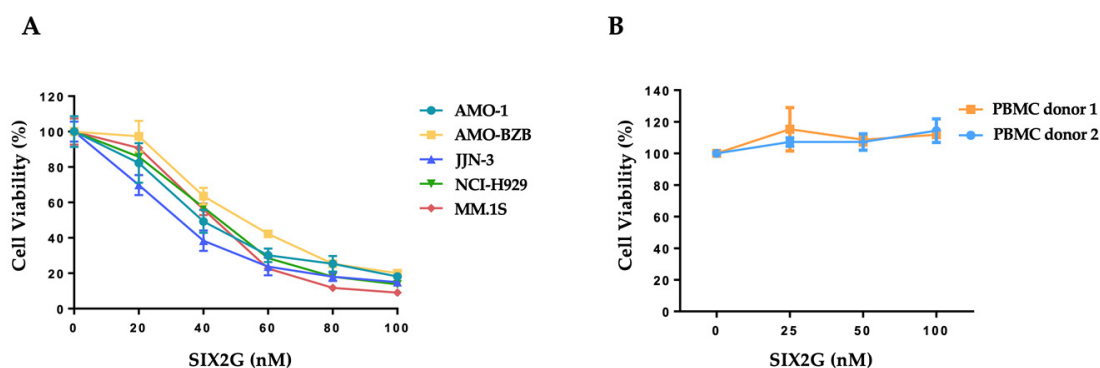 A
Cell Viability (%)
120
100
80
60
40
20
0
0 20 40 60 80 100
SIX2G (nM)
AMO-1
AMO-BZB
JJN-3
NCI-H929
MM.1S
B
Cell Viability (%)
140
120
100
80
60
40
20
0
0 25 50 100
SIX2G (nM)
PBMC donor 1
PBMC donor 2